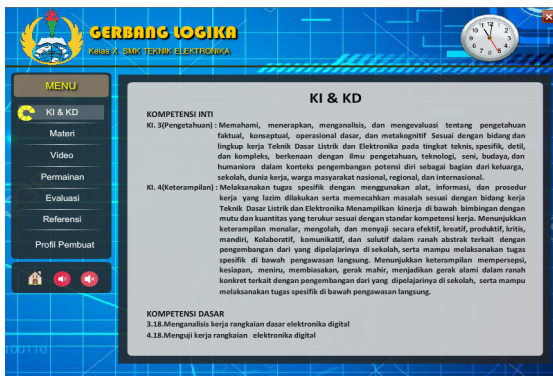 GERBANG LOGIKA
Kelas X SMK TEKNIK ELEKTRONIKA
MENU
KI & KD
Materi
Video
Permainan
Evaluasi
Referensi
Profil Pembuat
KI & KD
KOMPETENSI INTI
KI. 3(Pengetahuan) : Memahami, menerapkan, menganalisis, dan mengevaluasi tentang pengetahuan
faktual, konseptual, operasional dasar, dan metakognitif Sesuai dengan bidang dan
lingkup kerja Teknik Dasar Listrik dan Elektronika pada tingkat teknis, spesifik, detil,
dan kompleks, berkenaan dengan ilmu pengetahuan, teknologi, seni, budaya, dan
humaniora dalam konteks pengembangan potensi diri sebagai bagian dari keluarga,
sekolah, dunia kerja, warga masyarakat nasional, regional, dan internasional.
KI. 4(Keterampilan) : Melaksanakan tugas spesifik dengan menggunakan alat, informasi, dan prosedur
kerja yang lazim dilakukan serta memecahkan masalah sesuai dengan bidang kerja
Teknik Dasar Listrik dan Elektronika Menampilkan kinerja di bawah bimbingan dengan
mutu dan kuantitas yang terukur sesuai dengan standar kompetensi kerja. Menunjukkan
keterampilan menalar, mengolah, dan menyaji secara efektif, kreatif, produktif, kritis,
mandiri, Kolaboratif, komunikatif, dan solutif dalam ranah abstrak terkait dengan
pengembangan dari yang dipelajarinya di sekolah, serta mampu melaksanakan tugas
spesifik di bawah pengawasan langsung. Menunjukkan keterampilan mempersepsi,
kesiapan, meniru, membiasakan, gerak mahir, menjadikan gerak alami dalam ranah
konkret terkait dengan pengembangan dari yang dipelajarinya di sekolah, serta mampu
melaksanakan tugas spesifik di bawah pengawasan langsung.
KOMPETENSI DASAR
3.18.Menganalisis kerja rangkaian dasar elektronika digital
4.18.Menguji kerja rangkaian elektronika digital